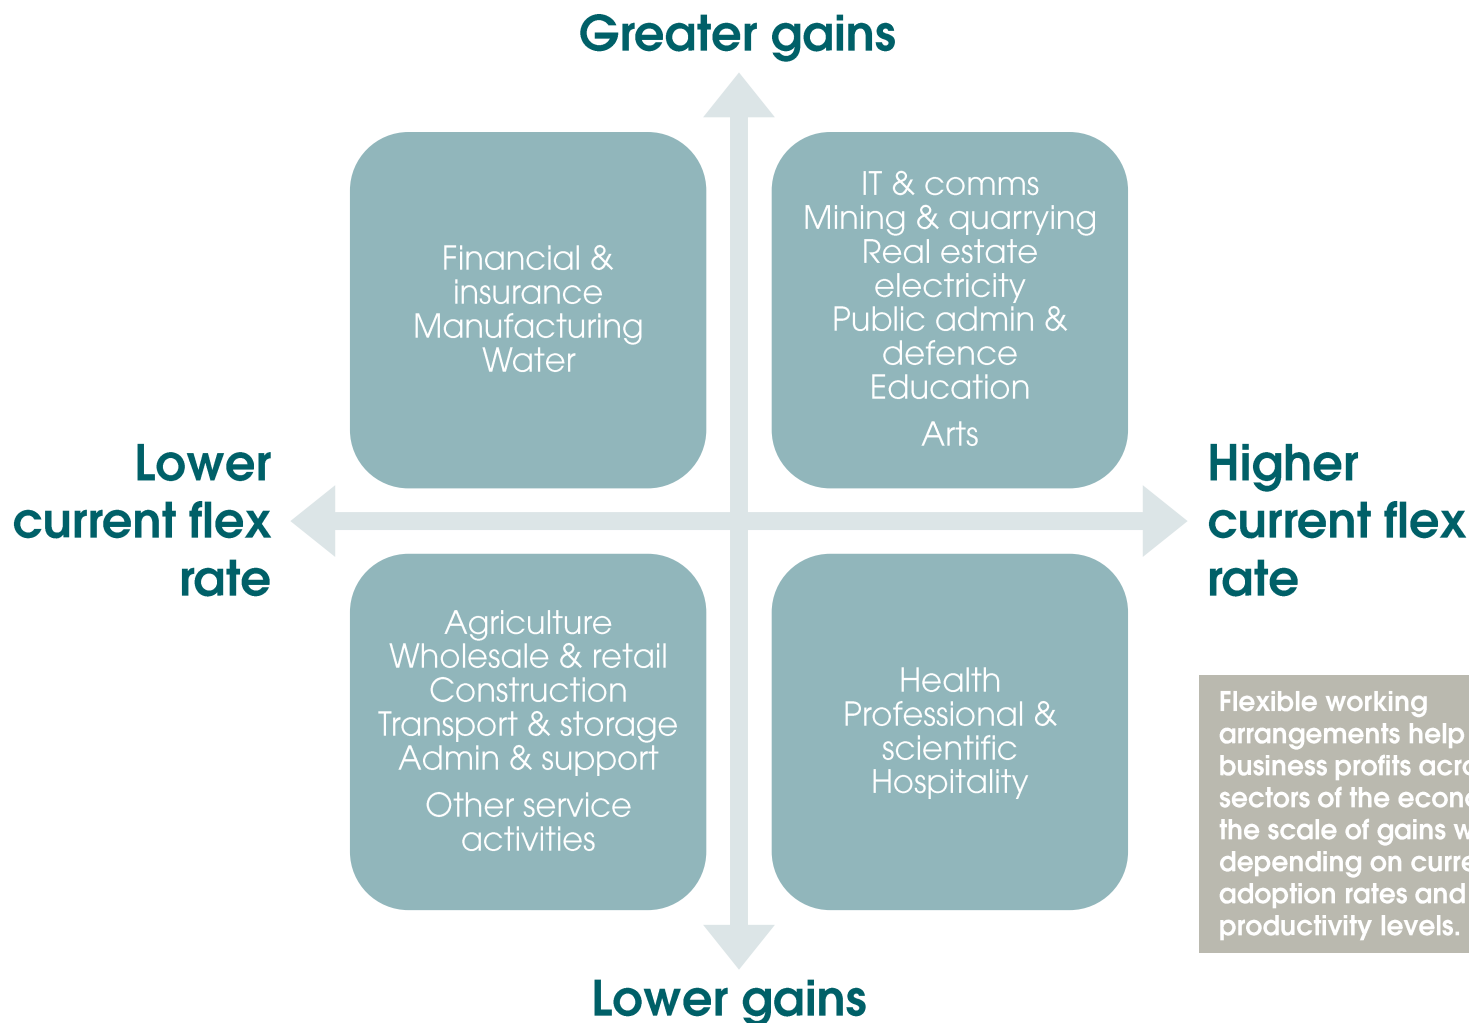 Greater gains
Financial &
insurance
Manufacturing
Water
IT & comms
Mining & quarrying
Real estate
electricity
Public admin &
defence
Education
Arts
Lower
current flex
rate
Higher
current flex
rate
Agriculture
Wholesale & retail
Construction
Transport & storage
Admin & support
Other service
activities
Health
Professional &
scientific
Hospitality
Flexible working
arrangements help
business profits
sectors of the
the scale of gains
depending on
adoption rates and
productivity levels.
Lower gains